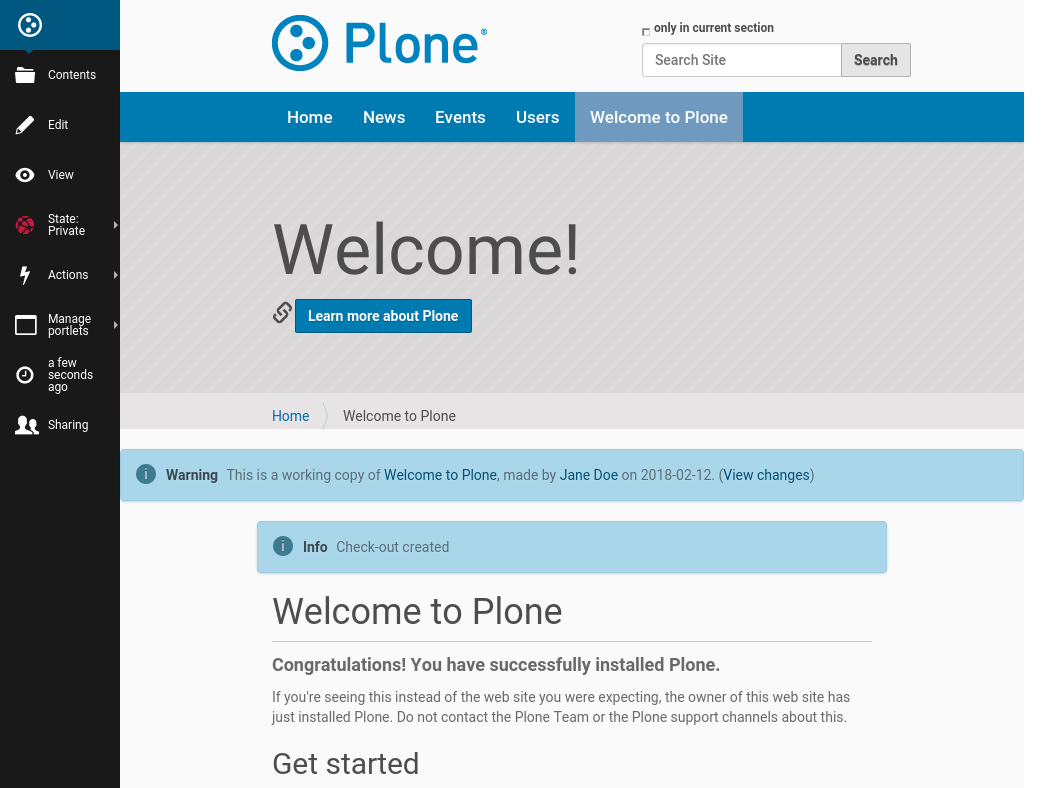 Contents
Edit
View
State:
Private
Actions
Manage
portlets
a few
seconds
ago
Sharing
Plone®
only in current section
Search Site
Search
Home
News
Events
Users
Welcome to Plone
Welcome!
Learn more about Plone
Home
Welcome to Plone
Warning This is a working copy of Welcome to Plone, made by Jane Doe on 2018-02-12. (View changes)
Info Check-out created
Welcome to Plone
Congratulations! You have successfully installed Plone.
If you're seeing this instead of the web site you were expecting, the owner of this web site has
just installed Plone. Do not contact the Plone Team or the Plone support channels about this.
Get started